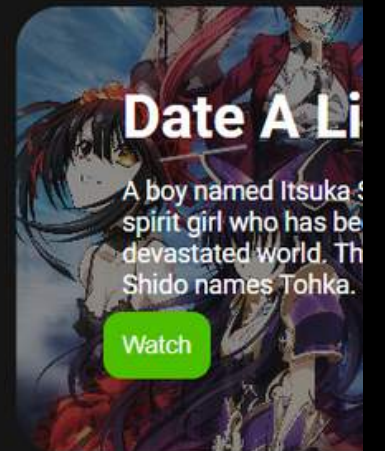 Date A Li
A boy named Itsuka S
spirit girl who has be
devastated world. Th
Shido names Tohka.
Watch